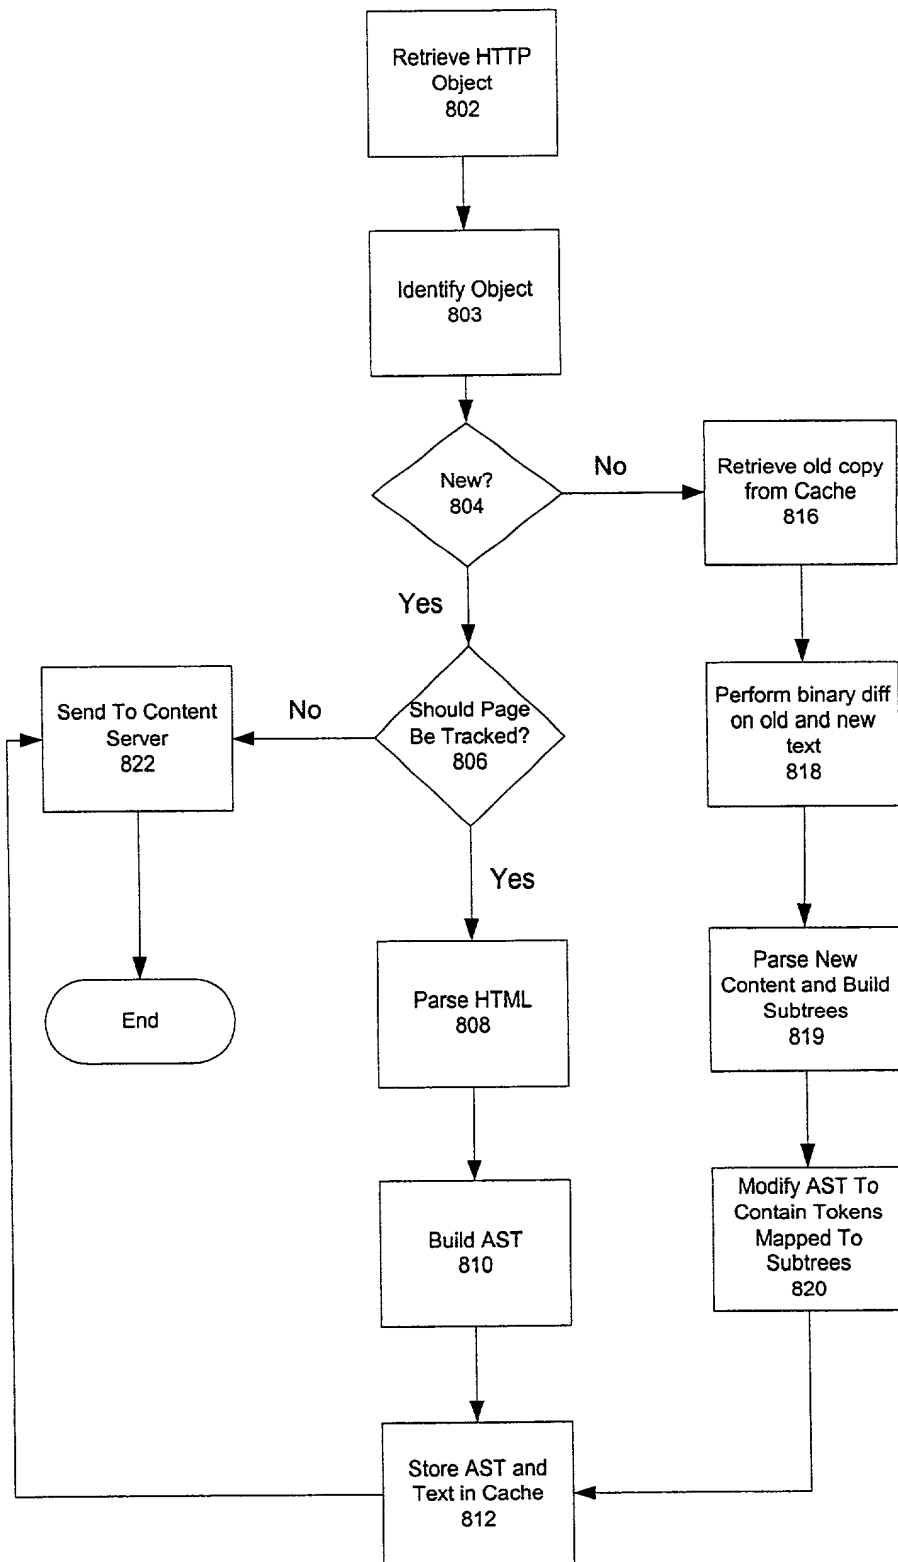 Retrieve HTTP
Object
802
Identify Object
803
New?
804
No
Retrieve old copy
from Cache
816
Yes
Should Page
Be Tracked?
806
No
Send To Content
Server
822
Perform binary diff
on old and new
text
818
Yes
End
Parse HTML
808
Parse New
Content and Build
Subtrees
819
Build AST
810
Modify AST To
Contain Tokens
Mapped To
Subtrees
820
Store AST and
Text in Cache
812